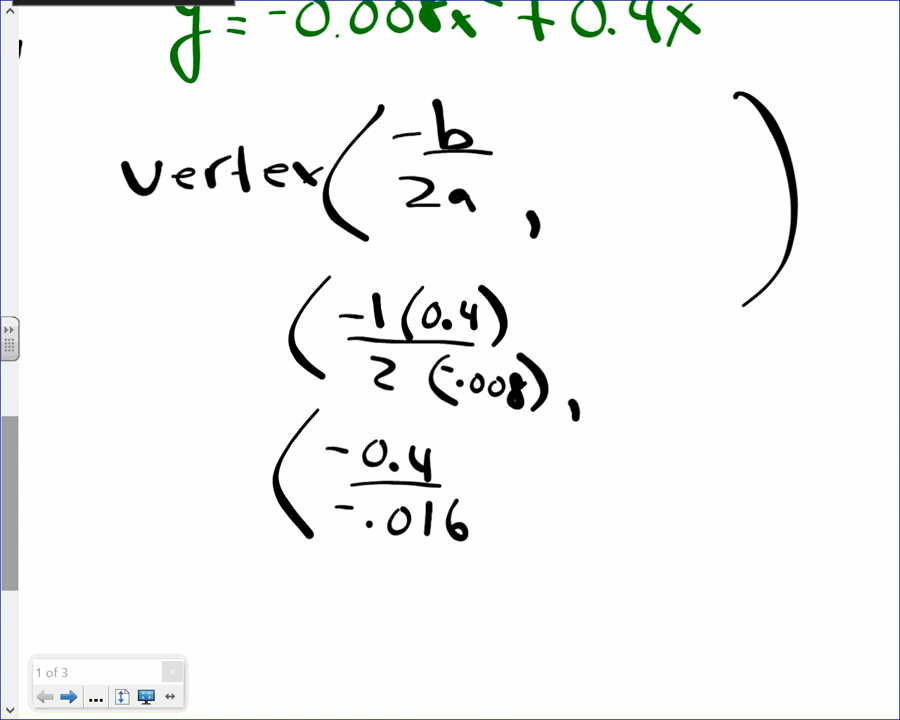 y = -0.008x² + 0.4x
vertex ( -b / 2a , )
( -1(0.4) / 2(-.008) ,
( -0.4 / -.016
1 of 3